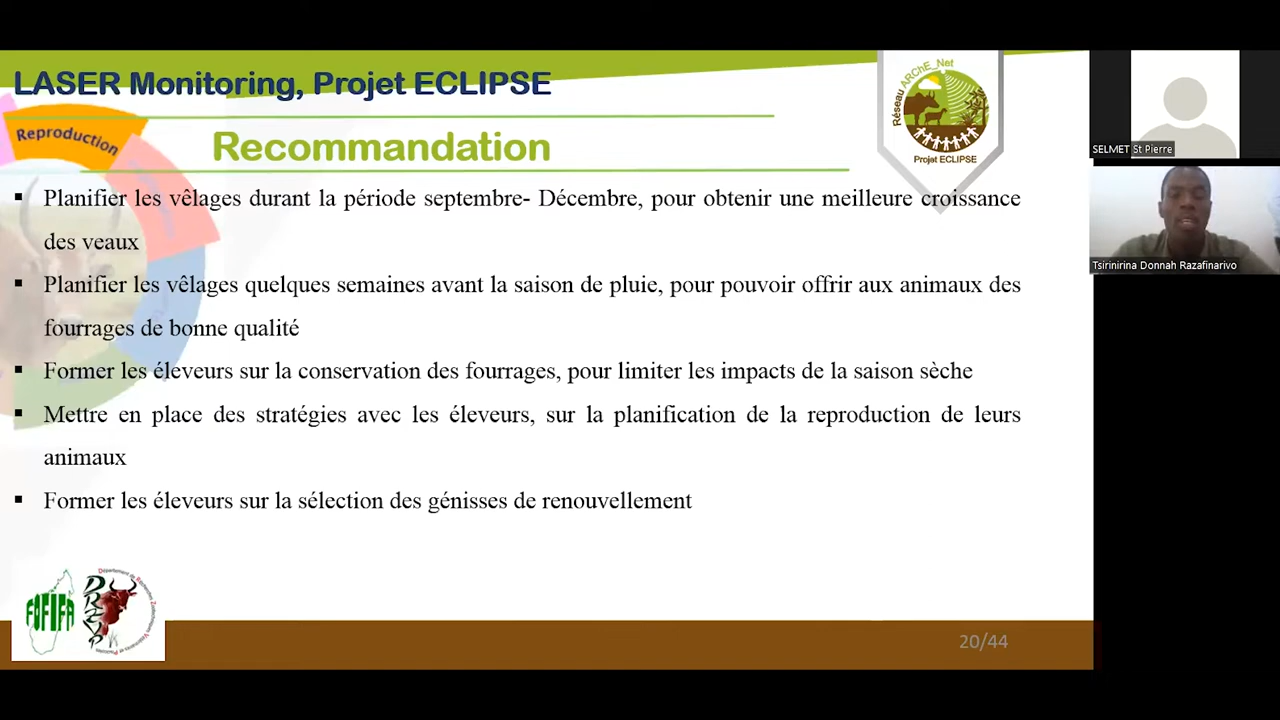 LASER Monitoring, Projet ECLIPSE
Reproduction
Recommandation
Réseau ARChE_Net
Projet ECLIPSE
▪ Planifier les vêlages durant la période septembre- Décembre, pour obtenir une meilleure croissance
des veaux
▪ Planifier les vêlages quelques semaines avant la saison de pluie, pour pouvoir offrir aux animaux des
fourrages de bonne qualité
▪ Former les éleveurs sur la conservation des fourrages, pour limiter les impacts de la saison sèche
▪ Mettre en place des stratégies avec les éleveurs, sur la planification de la reproduction de leurs
animaux
▪ Former les éleveurs sur la sélection des génisses de renouvellement
FOFIFA
DRZVP
20/44
SELMET St Pierre
Tsirinirina Donnah Razafinarivo